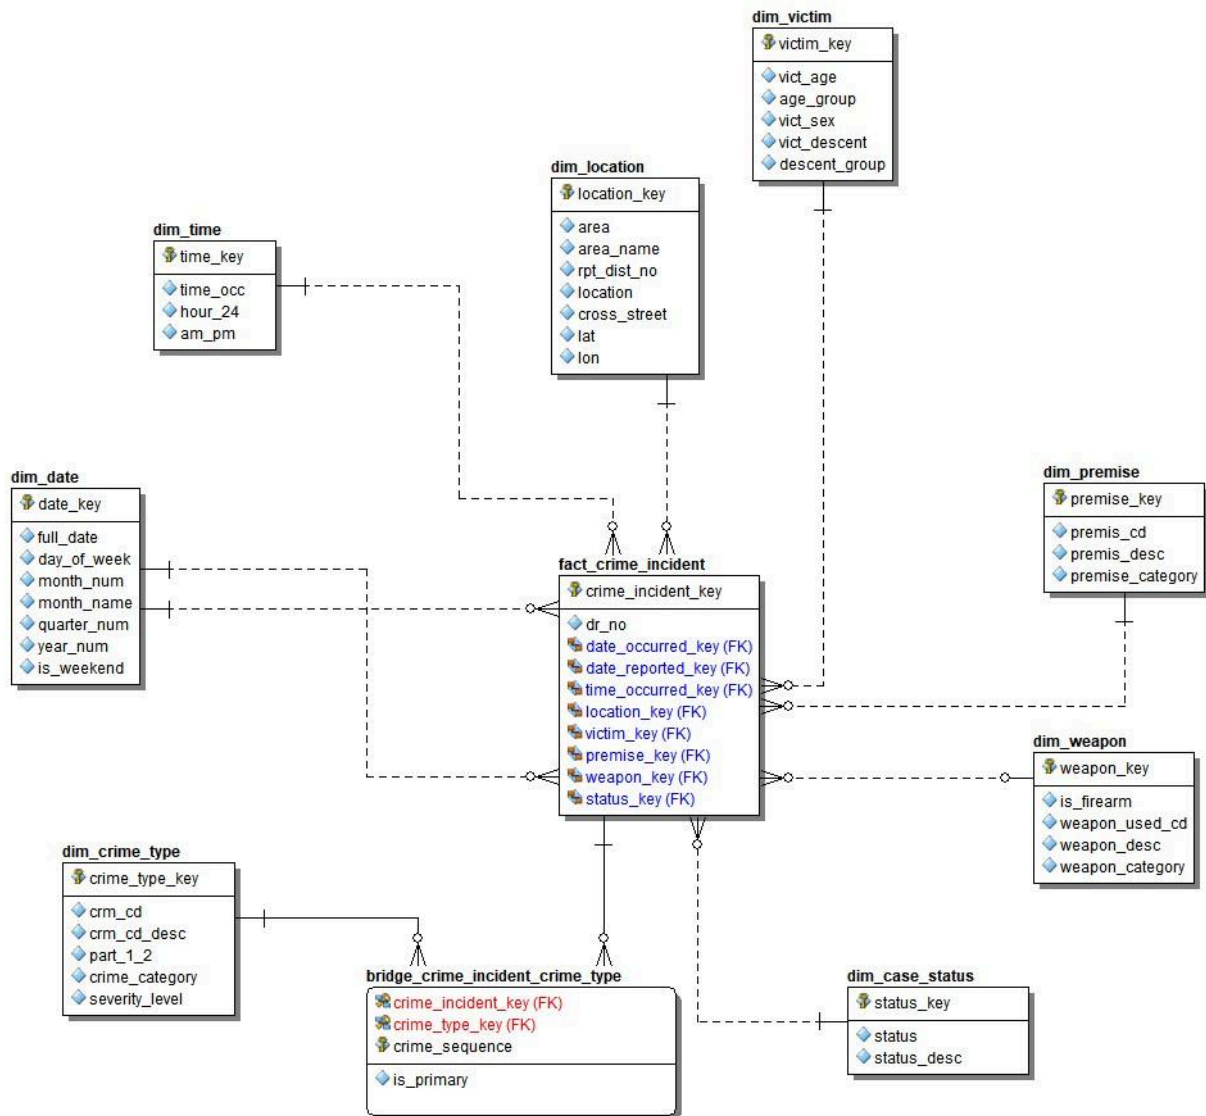 dim_victim
victim_key
vict_age
age_group
vict_sex
vict_descent
descent_group
dim_location
location_key
area
area_name
rpt_dist_no
location
cross_street
lat
lon
dim_time
time_key
time_occ
hour_24
am_pm
dim_date
date_key
full_date
day_of_week
month_num
month_name
quarter_num
year_num
is_weekend
dim_premise
premise_key
premis_cd
premis_desc
premise_category
fact_crime_incident
crime_incident_key
dr_no
date_occurred_key (FK)
date_reported_key (FK)
time_occurred_key (FK)
location_key (FK)
victim_key (FK)
premise_key (FK)
weapon_key (FK)
status_key (FK)
dim_weapon
weapon_key
is_firearm
weapon_used_cd
weapon_desc
weapon_category
dim_crime_type
crime_type_key
crm_cd
crm_cd_desc
part_1_2
crime_category
severity_level
bridge_crime_incident_crime_type
crime_incident_key (FK)
crime_type_key (FK)
crime_sequence
is_primary
dim_case_status
status_key
status
status_desc